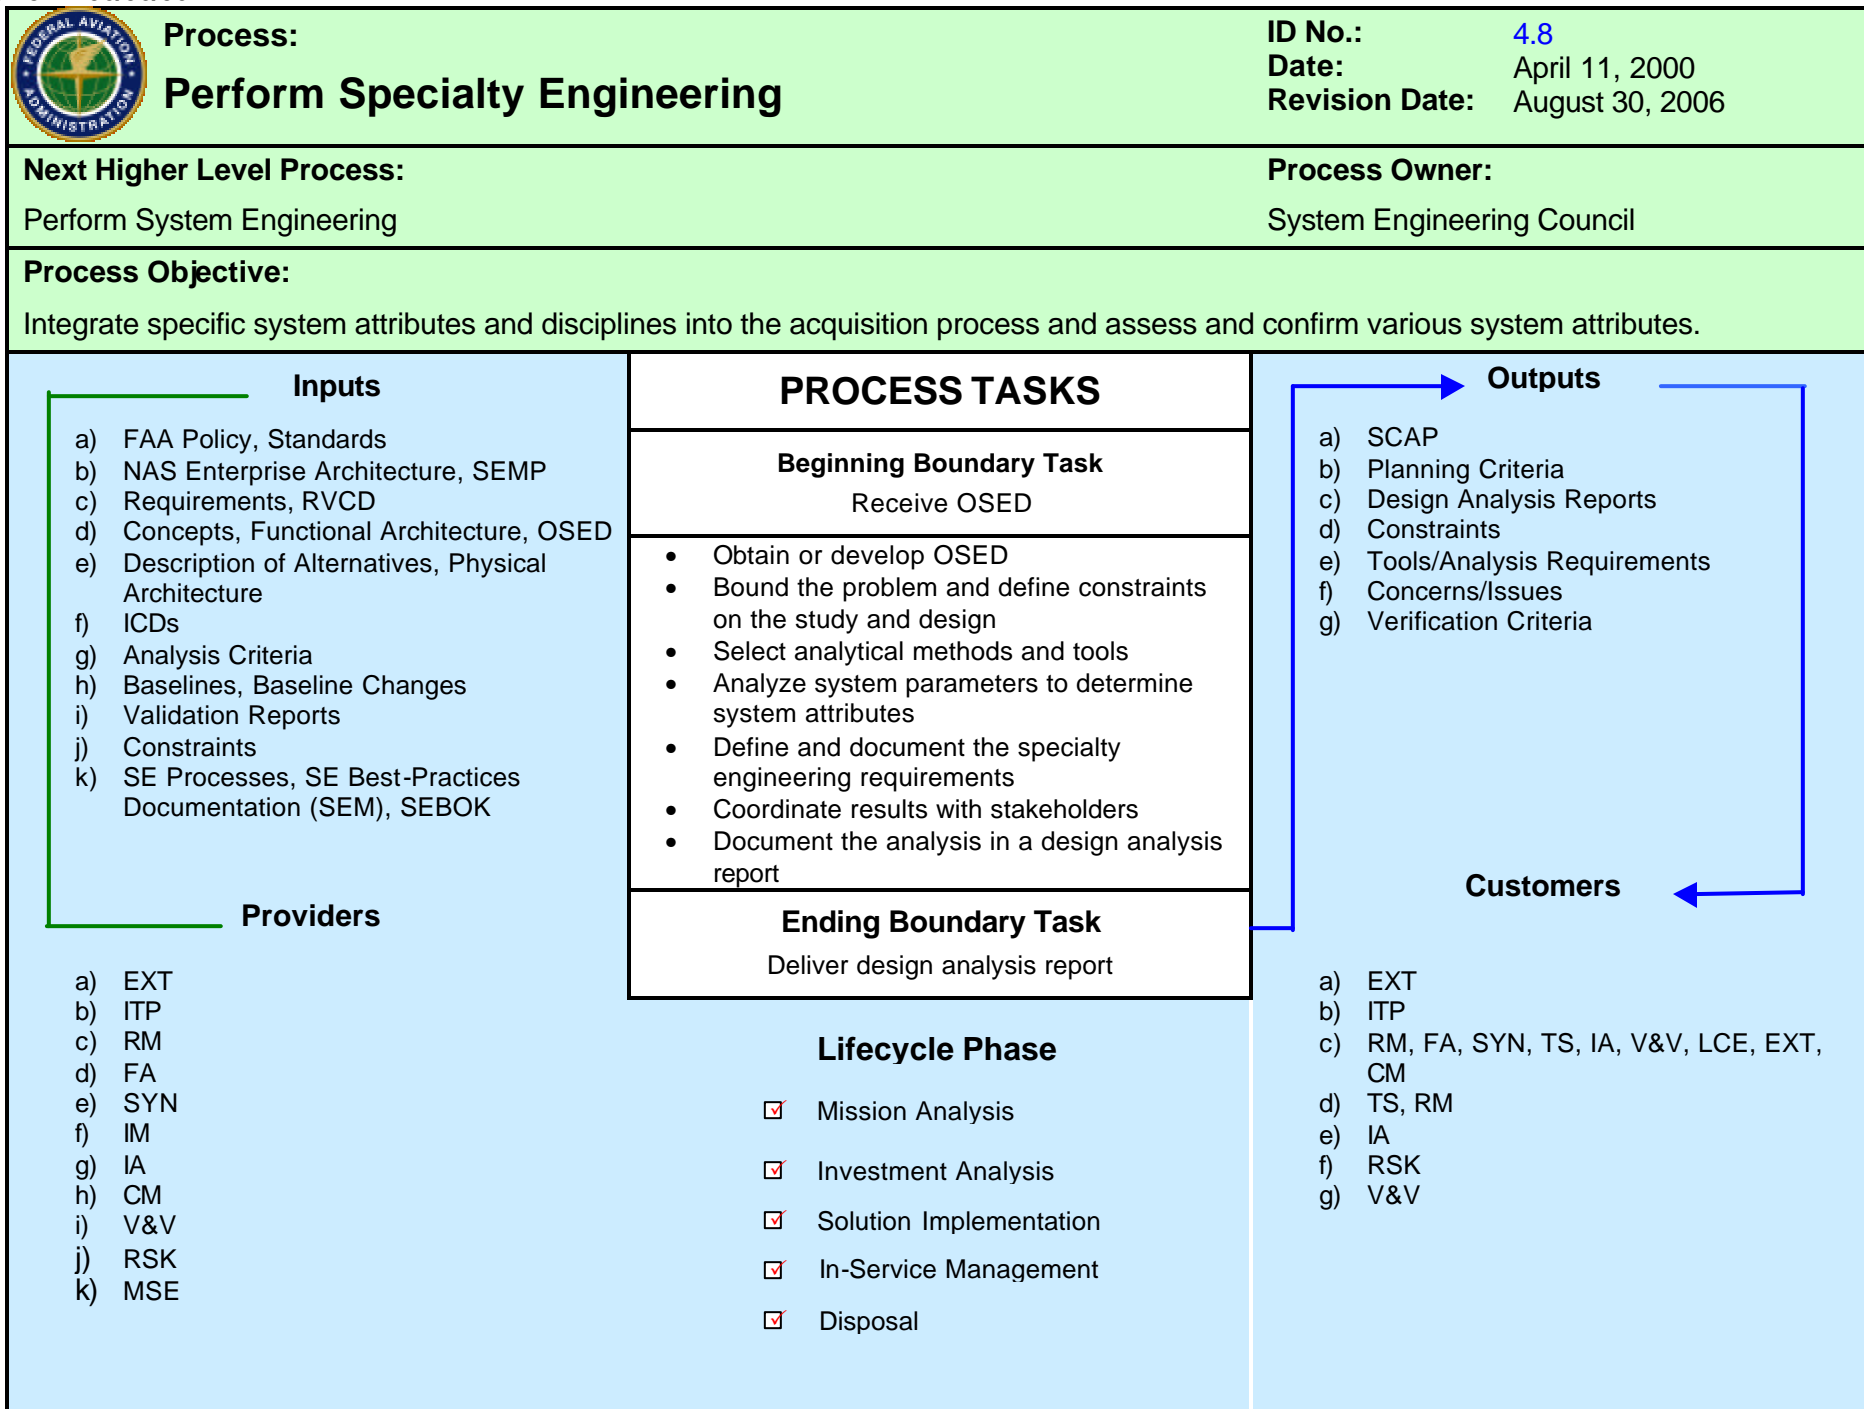 FEDERAL AVIATION
ADMINISTRATION
Process:
Perform Specialty Engineering
ID No.: 4.8
Date: April 11, 2000
Revision Date: August 30, 2006
Next Higher Level Process:
Perform System Engineering
Process Owner:
System Engineering Council
Process Objective:
Integrate specific system attributes and disciplines into the acquisition process and assess and confirm various system attributes.
Inputs
a) FAA Policy, Standards
b) NAS Enterprise Architecture, SEMP
c) Requirements, RVCD
d) Concepts, Functional Architecture, OSED
e) Description of Alternatives, Physical
Architecture
f) ICDs
g) Analysis Criteria
h) Baselines, Baseline Changes
i) Validation Reports
j) Constraints
k) SE Processes, SE Best-Practices
Documentation (SEM), SEBOK
Providers
a) EXT
b) ITP
c) RM
d) FA
e) SYN
f) IM
g) IA
h) CM
i) V&V
j) RSK
k) MSE
PROCESS TASKS
Beginning Boundary Task
Receive OSED
• Obtain or develop OSED
• Bound the problem and define constraints
on the study and design
• Select analytical methods and tools
• Analyze system parameters to determine
system attributes
• Define and document the specialty
engineering requirements
• Coordinate results with stakeholders
• Document the analysis in a design analysis
report
Ending Boundary Task
Deliver design analysis report
Lifecycle Phase
Mission Analysis
Investment Analysis
Solution Implementation
In-Service Management
Disposal
Outputs
a) SCAP
b) Planning Criteria
c) Design Analysis Reports
d) Constraints
e) Tools/Analysis Requirements
f) Concerns/Issues
g) Verification Criteria
Customers
a) EXT
b) ITP
c) RM, FA, SYN, TS, IA, V&V, LCE, EXT,
CM
d) TS, RM
e) IA
f) RSK
g) V&V